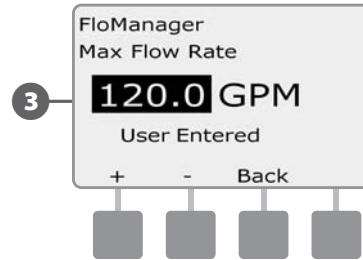 FloManager
Max Flow Rate
3
120.0 GPM
User Entered
+ - Back